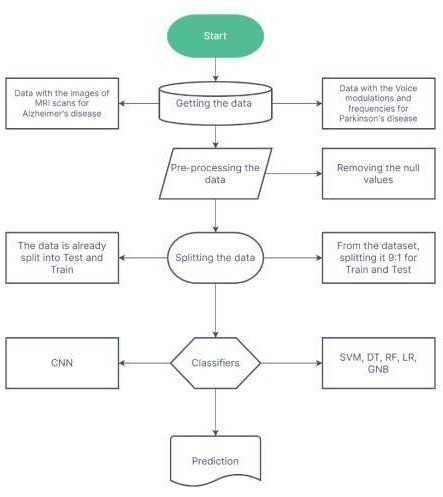 Start
Data with the images of
MRI scans for
Alzheimer's disease
Getting the data
Data with the Voice
modulations and
frequencies for
Parkinson's disease
Pre-processing the
data
Removing the null
values
The data is already
split into Test and
Train
Splitting the data
From the dataset,
splitting it 9:1 for
Train and Test
CNN
Classifiers
SVM, DT, RF, LR,
GNB
Prediction